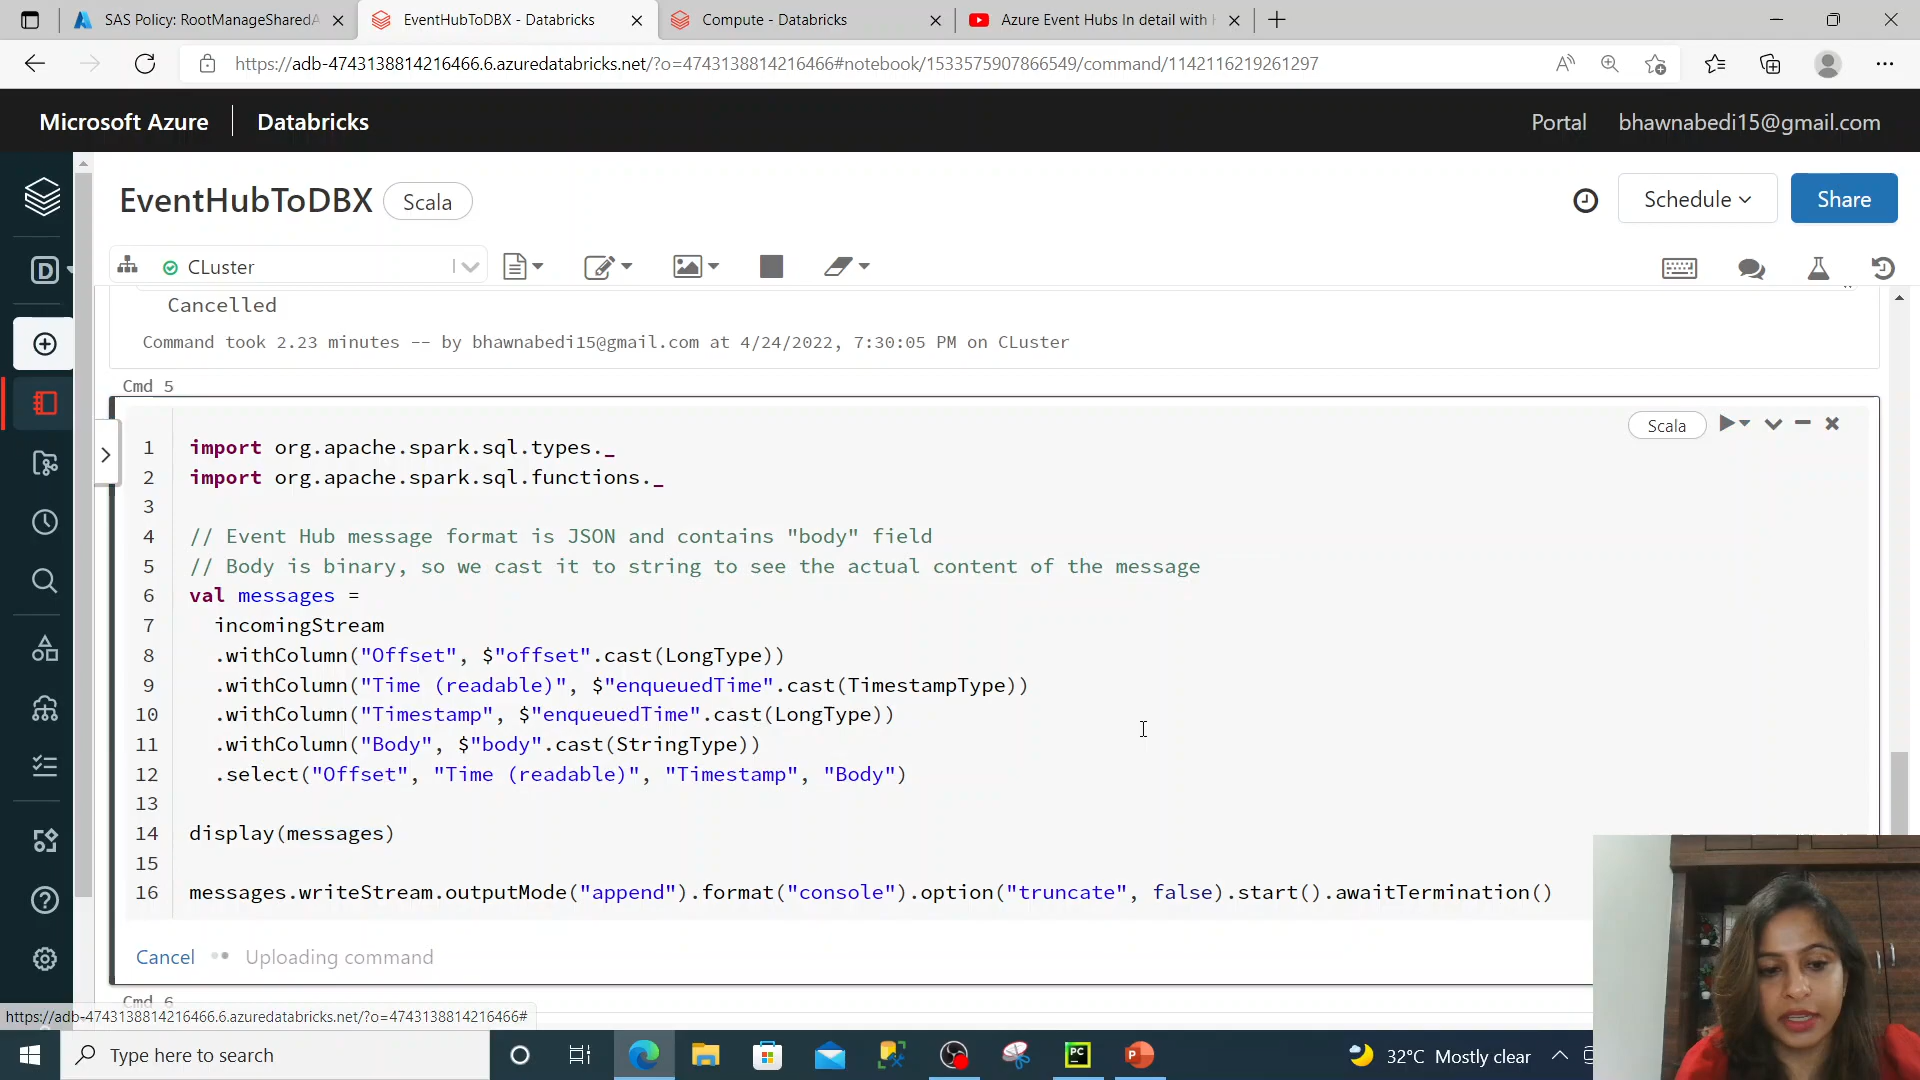 SAS Policy: RootManageSharedA
EventHubToDBX - Databricks
Compute - Databricks
Azure Event Hubs In detail with
https://adb-4743138814216466.6.azuredatabricks.net/?o=4743138814216466#notebook/1533575907866549/command/1142116219261297
Microsoft Azure
Databricks
Portal
bhawnabedi15@gmail.com
EventHubToDBX
Scala
Schedule
Share
CLuster
Cancelled
Command took 2.23 minutes -- by bhawnabedi15@gmail.com at 4/24/2022, 7:30:05 PM on CLuster
Cmd 5
Scala
1 import org.apache.spark.sql.types._
2 import org.apache.spark.sql.functions._
3
4 // Event Hub message format is JSON and contains "body" field
5 // Body is binary, so we cast it to string to see the actual content of the message
6 val messages =
7 incomingStream
8 .withColumn("Offset", $"offset".cast(LongType))
9 .withColumn("Time (readable)", $"enqueuedTime".cast(TimestampType))
10 .withColumn("Timestamp", $"enqueuedTime".cast(LongType))
11 .withColumn("Body", $"body".cast(StringType))
12 .select("Offset", "Time (readable)", "Timestamp", "Body")
13
14 display(messages)
15
16 messages.writeStream.outputMode("append").format("console").option("truncate", false).start().awaitTermination()
Cancel
Uploading command
Cmd 6
https://adb-4743138814216466.6.azuredatabricks.net/?o=4743138814216466#
Type here to search
32°C Mostly clear